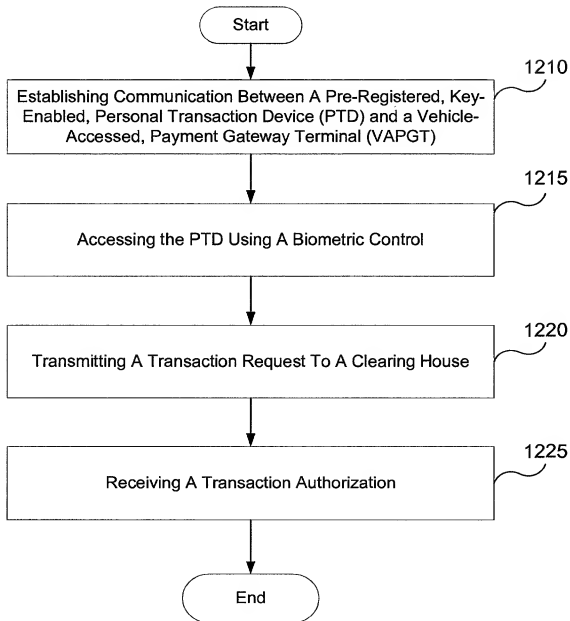 Start
1210
Establishing Communication Between A Pre-Registered, Key-
Enabled, Personal Transaction Device (PTD) and a Vehicle-
Accessed, Payment Gateway Terminal (VAPGT)
1215
Accessing the PTD Using A Biometric Control
1220
Transmitting A Transaction Request To A Clearing House
1225
Receiving A Transaction Authorization
End